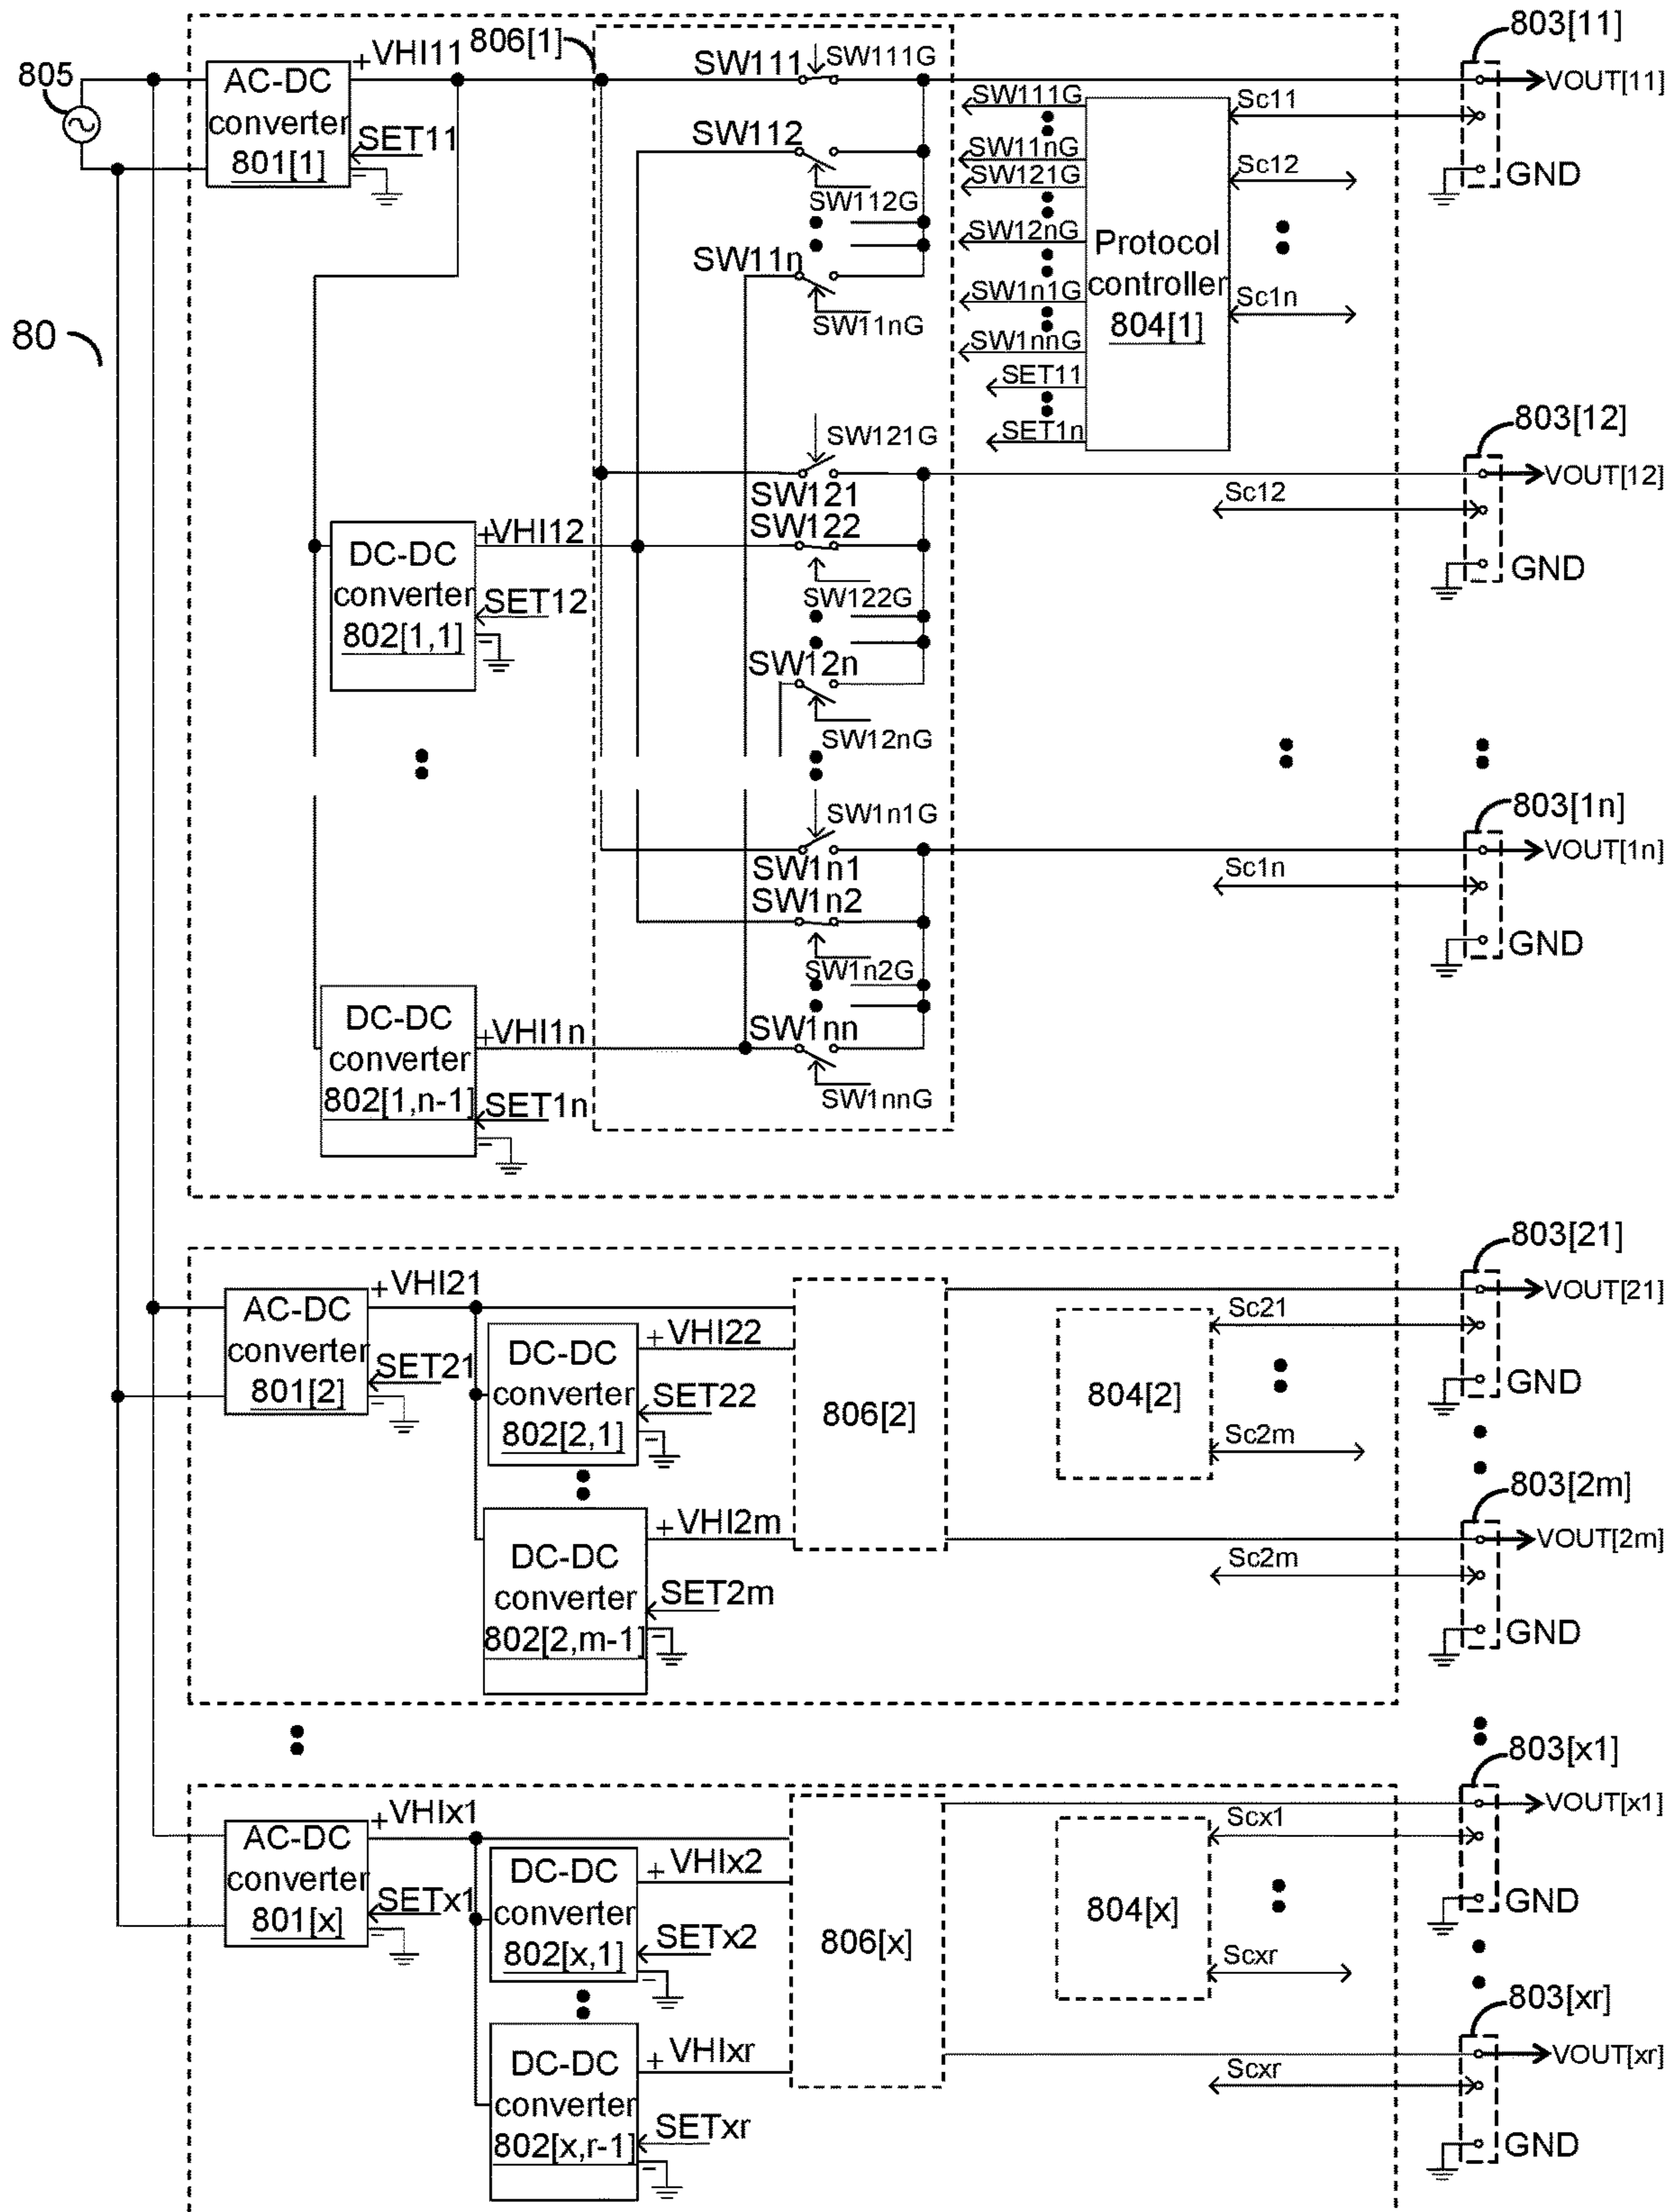 80
805
AC-DC
converter
801[1]
+VHI11
SET11
806[1]
SW111
SW111G
SW112
SW112G
SW11n
SW11nG
SW111G
SW11nG
SW121G
SW12nG
SW1n1G
SW1nnG
SET11
SET1n
Protocol
controller
804[1]
Sc11
Sc12
Sc1n
803[11]
VOUT[11]
GND
DC-DC
converter
802[1,1]
+VHI12
SET12
SW121G
SW121
SW122
SW122G
SW12n
SW12nG
Sc12
803[12]
VOUT[12]
GND
SW1n1G
SW1n1
SW1n2
SW1n2G
SW1nn
SW1nnG
DC-DC
converter
802[1,n-1]
+VHI1n
SET1n
Sc1n
803[1n]
VOUT[1n]
GND
AC-DC
converter
801[2]
+VHI21
SET21
DC-DC
converter
802[2,1]
+VHI22
SET22
DC-DC
converter
802[2,m-1]
+VHI2m
SET2m
806[2]
804[2]
Sc21
Sc2m
Sc2m
803[21]
VOUT[21]
GND
803[2m]
VOUT[2m]
GND
AC-DC
converter
801[x]
+VHIx1
SETx1
DC-DC
converter
802[x,1]
+VHIx2
SETx2
DC-DC
converter
802[x,r-1]
+VHIxr
SETxr
806[x]
804[x]
Scx1
Scxr
Scxr
803[x1]
VOUT[x1]
GND
803[xr]
VOUT[xr]
GND